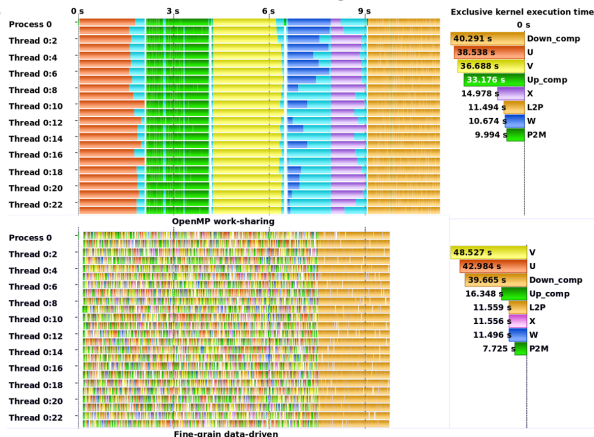 0 s 3 s 6 s 9 s
Exclusive kernel execution time
0 s
Process 0
Thread 0:2
Thread 0:4
Thread 0:6
Thread 0:8
Thread 0:10
Thread 0:12
Thread 0:14
Thread 0:16
Thread 0:18
Thread 0:20
Thread 0:22
40.291 s Down_comp
38.538 s U
36.688 s V
33.176 s Up_comp
14.978 s X
11.494 s L2P
10.674 s W
9.994 s P2M
OpenMP work-sharing
Process 0
Thread 0:2
Thread 0:4
Thread 0:6
Thread 0:8
Thread 0:10
Thread 0:12
Thread 0:14
Thread 0:16
Thread 0:18
Thread 0:20
Thread 0:22
48.527 s V
42.984 s U
39.665 s Down_comp
16.348 s Up_comp
11.559 s L2P
11.556 s X
11.496 s W
7.725 s P2M
Fine-grain data-driven